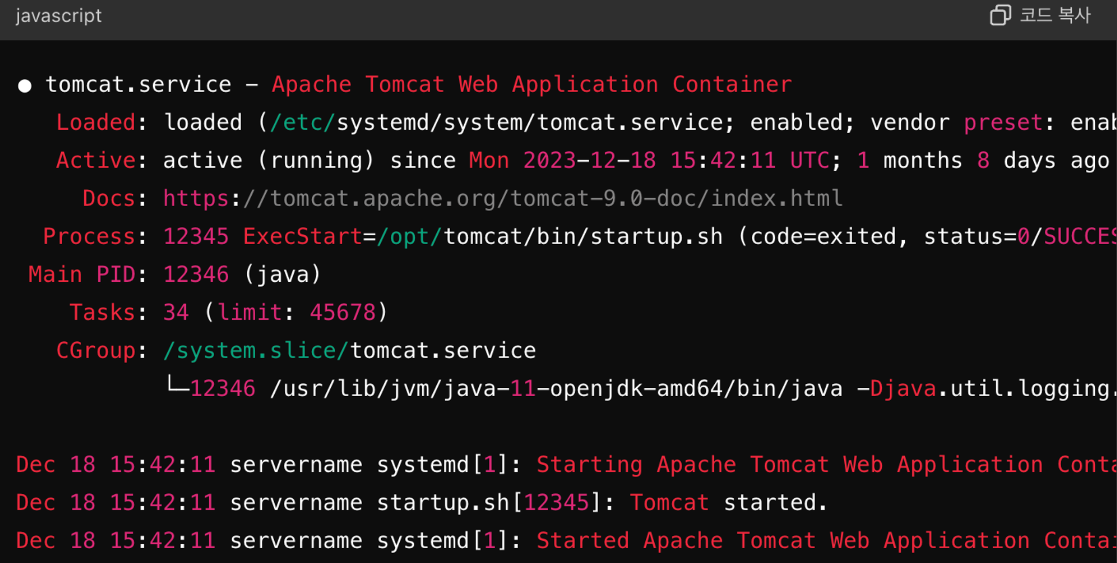 javascript
코드 복사
● tomcat.service - Apache Tomcat Web Application Container
Loaded: loaded (/etc/systemd/system/tomcat.service; enabled; vendor preset: enab
Active: active (running) since Mon 2023-12-18 15:42:11 UTC; 1 months 8 days ago
Docs: https://tomcat.apache.org/tomcat-9.0-doc/index.html
Process: 12345 ExecStart=/opt/tomcat/bin/startup.sh (code=exited, status=0/SUCCES
Main PID: 12346 (java)
Tasks: 34 (limit: 45678)
CGroup: /system.slice/tomcat.service
└─12346 /usr/lib/jvm/java-11-openjdk-amd64/bin/java -Djava.util.logging.
Dec 18 15:42:11 servername systemd[1]: Starting Apache Tomcat Web Application Conta
Dec 18 15:42:11 servername startup.sh[12345]: Tomcat started.
Dec 18 15:42:11 servername systemd[1]: Started Apache Tomcat Web Application Contai